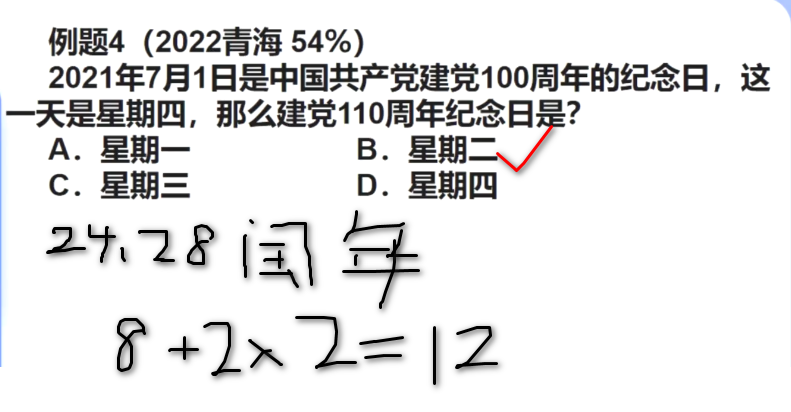 例题4（2022青海 54%）
2021年7月1日是中国共产党建党100周年的纪念日，这
一天是星期四，那么建党110周年纪念日是？
A．星期一 B．星期二
C．星期三 D．星期四
24.28闰年
8+2×2=12